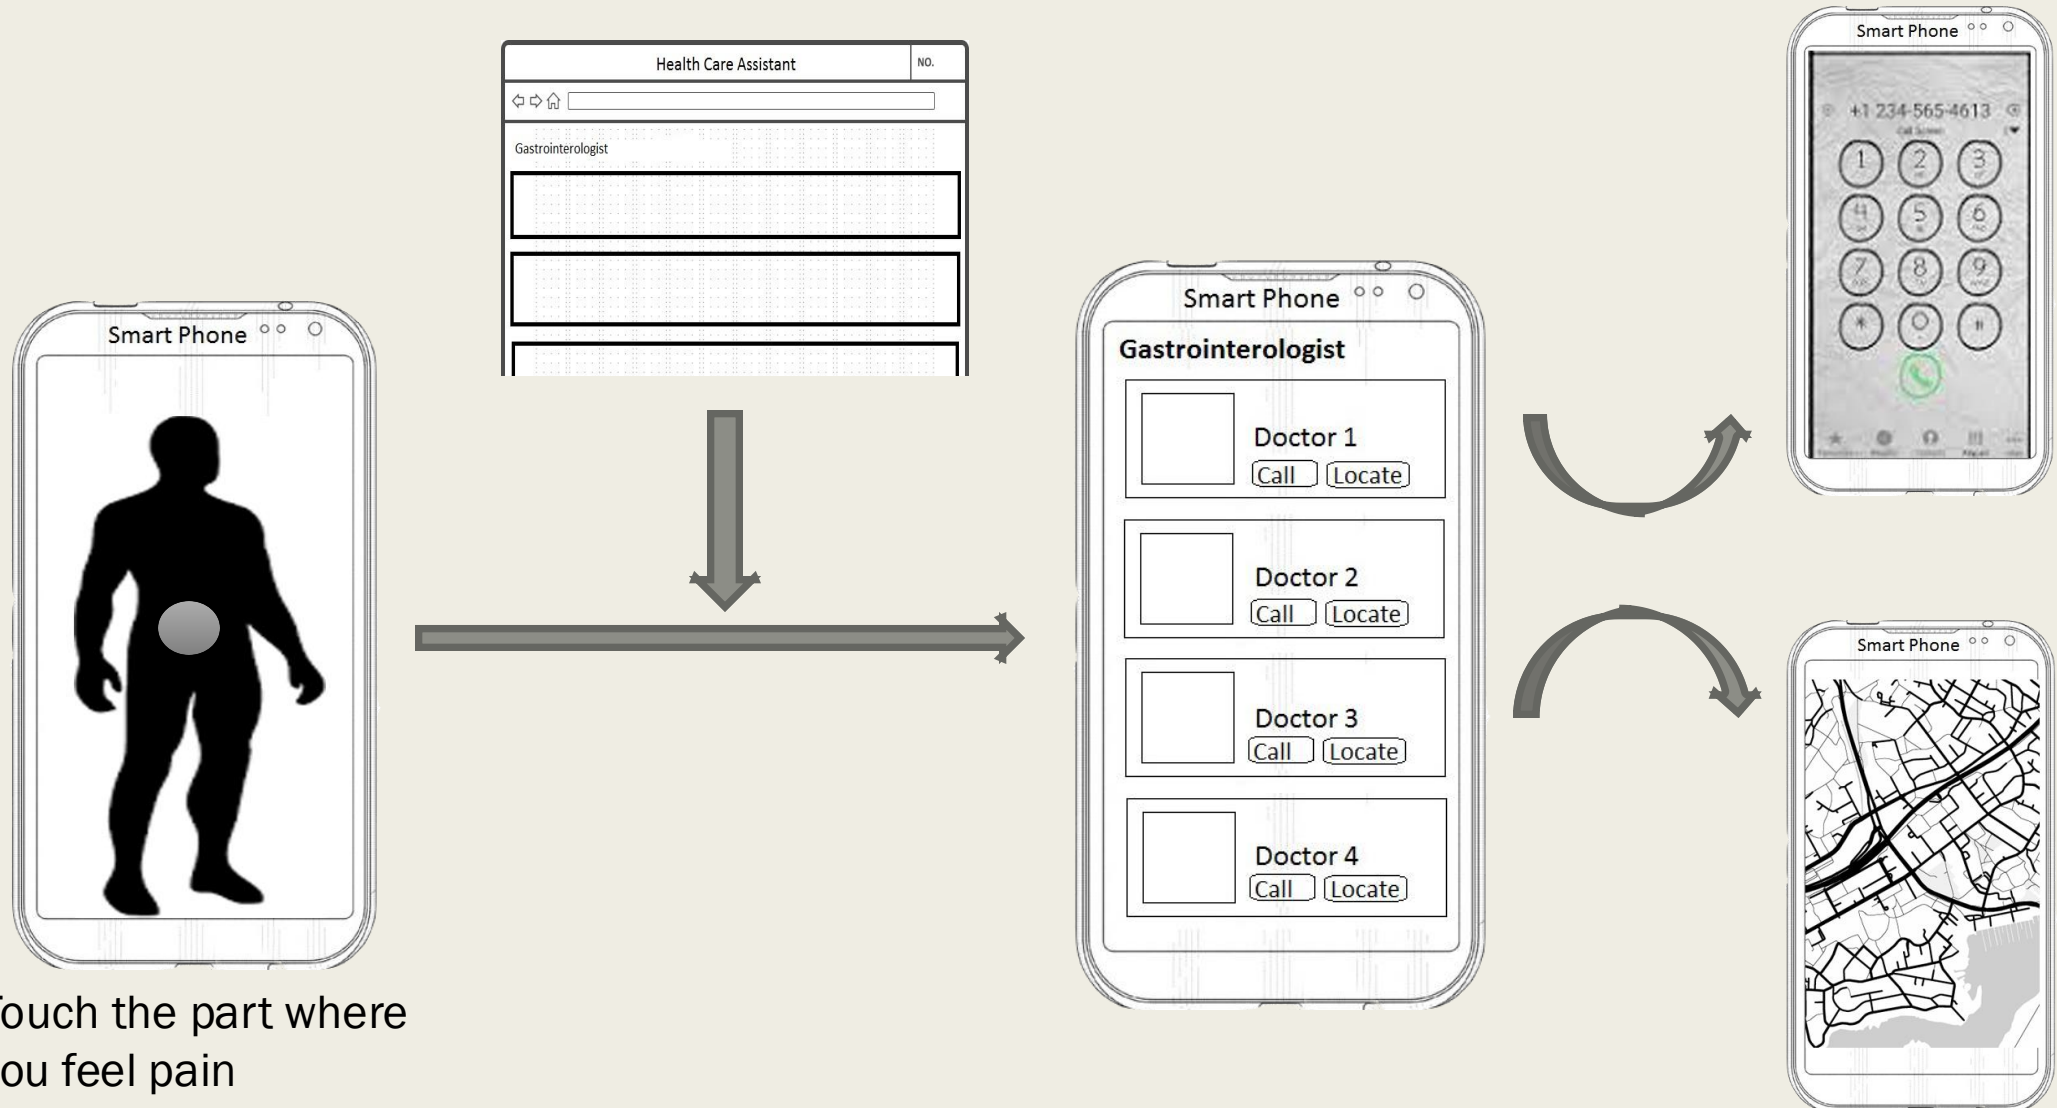 Smart Phone
ouch the part where
ou feel pain
Health Care Assistant
NO.
Gastrointerologist
Smart Phone
Gastrointerologist
Doctor 1
Call Locate
Doctor 2
Call Locate
Doctor 3
Call Locate
Doctor 4
Call Locate
Smart Phone
+1 234-565-4613
Call Screen
1 2 3
4 5 6
7 8 9
* 0 #
Smart Phone